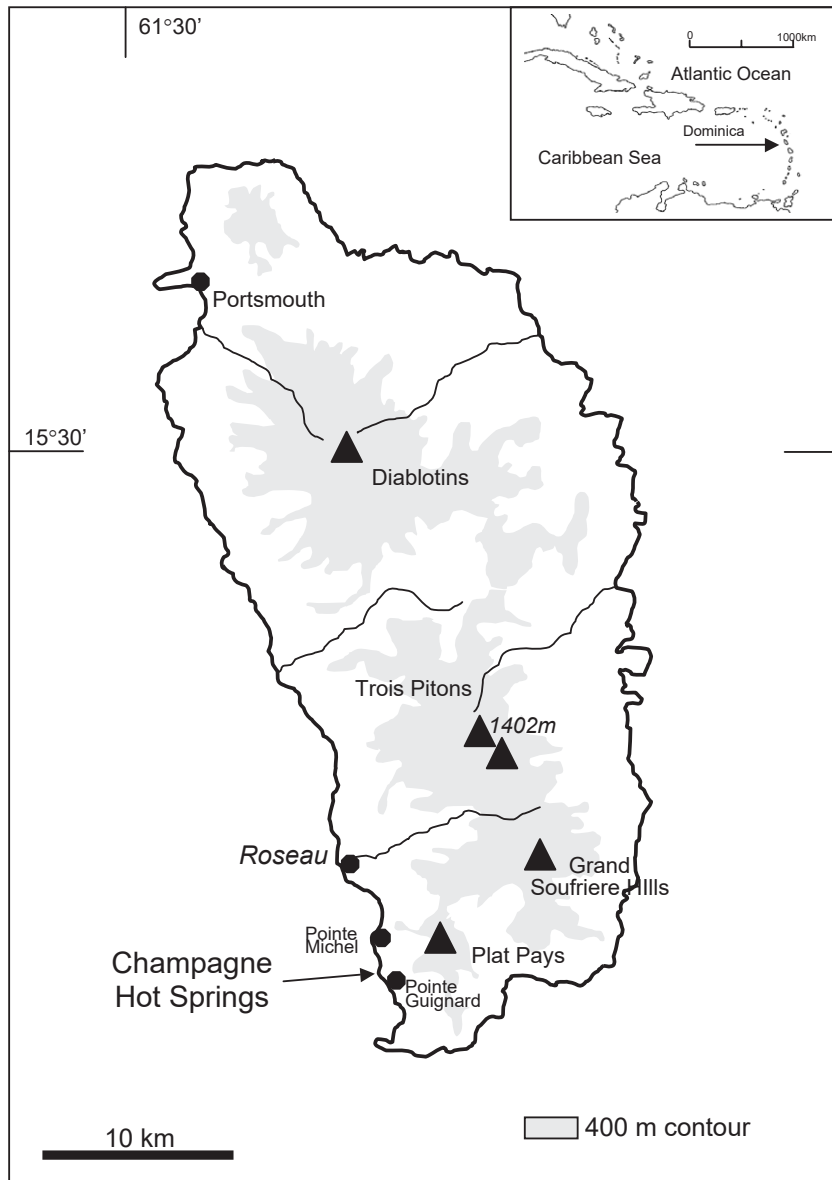 61°30’
0 1000km
Atlantic Ocean
Dominica
Caribbean Sea
Portsmouth
15°30’
Diablotins
Trois Pitons
1402m
Roseau
Grand
Soufriere HIlls
Pointe
Michel
Plat Pays
Champagne
Hot Springs
Pointe
Guignard
10 km
400 m contour